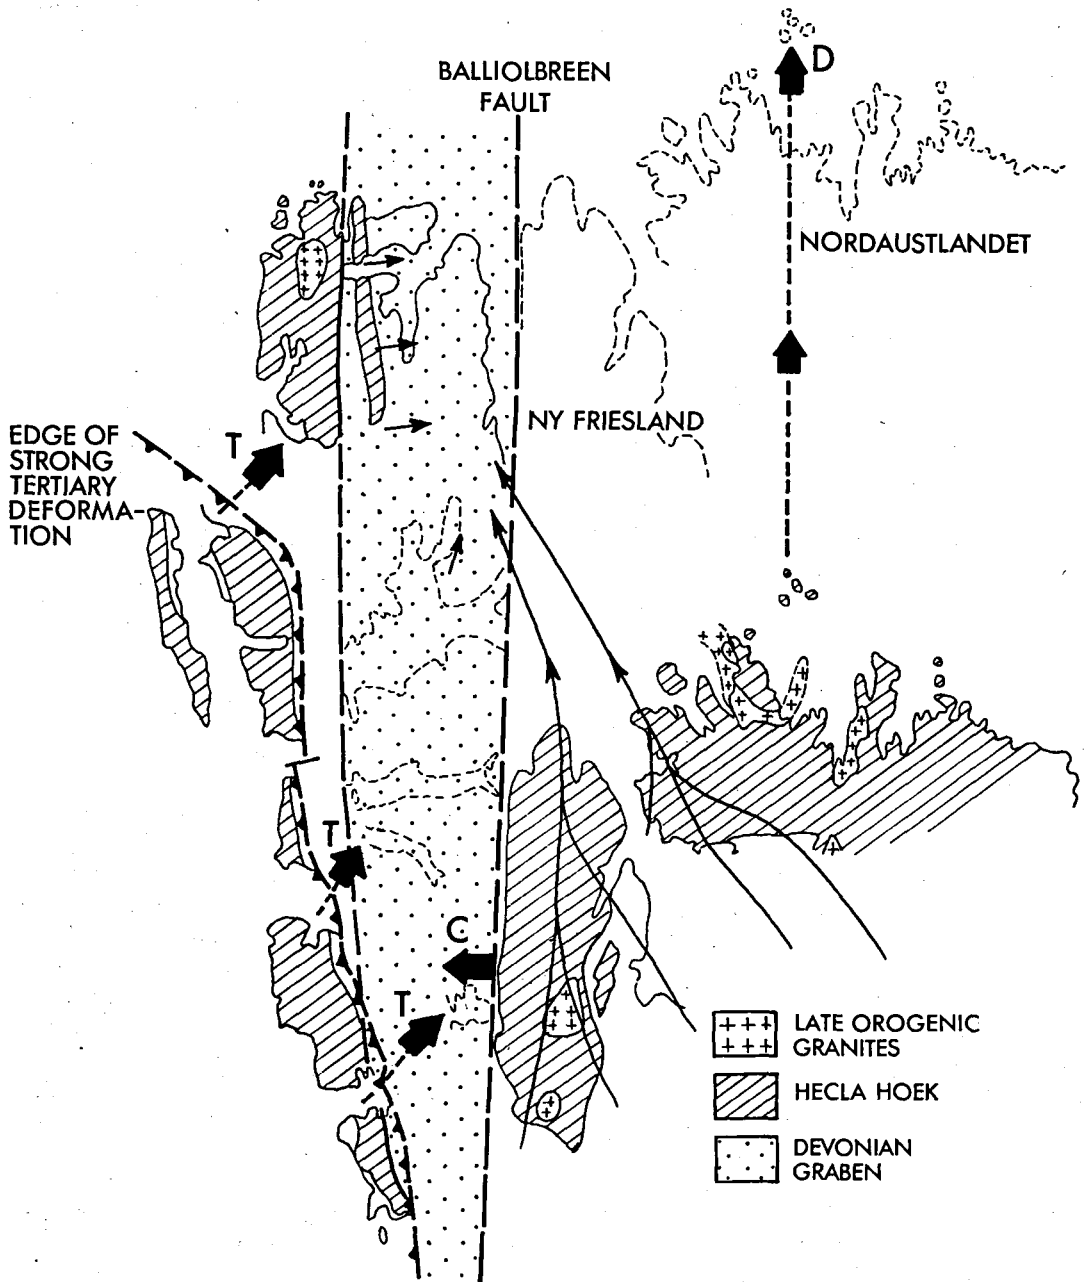 BALLIOLBREEN
FAULT
D
NORDAUSTLANDET
NY FRIESLAND
EDGE OF
STRONG
TERTIARY
DEFORMA-
TION
T
T
C
T
LATE OROGENIC
GRANITES
HECLA HOEK
DEVONIAN
GRABEN